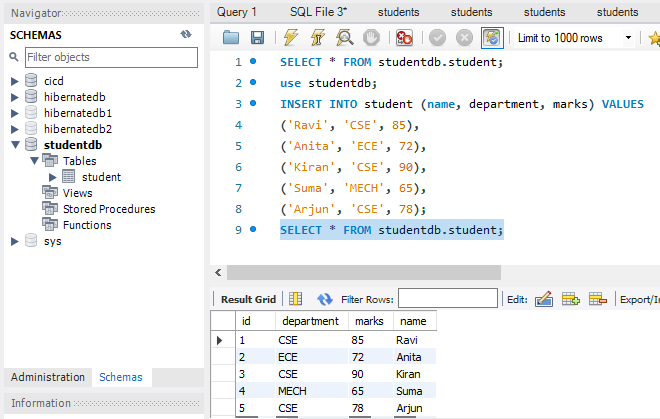 Navigator
SCHEMAS
Filter objects
cicd
hibernatedb
hibernatedb1
hibernatedb2
studentdb
Tables
student
Views
Stored Procedures
Functions
sys
Administration Schemas
Information
Query 1 SQL File 3* students students students students
Limit to 1000 rows
1 SELECT * FROM studentdb.student;
2 use studentdb;
3 INSERT INTO student (name, department, marks) VALUES
4 ('Ravi', 'CSE', 85),
5 ('Anita', 'ECE', 72),
6 ('Kiran', 'CSE', 90),
7 ('Suma', 'MECH', 65),
8 ('Arjun', 'CSE', 78);
9 SELECT * FROM studentdb.student;
Result Grid Filter Rows: Edit: Export/In
id department marks name
1 CSE 85 Ravi
2 ECE 72 Anita
3 CSE 90 Kiran
4 MECH 65 Suma
5 CSE 78 Arjun